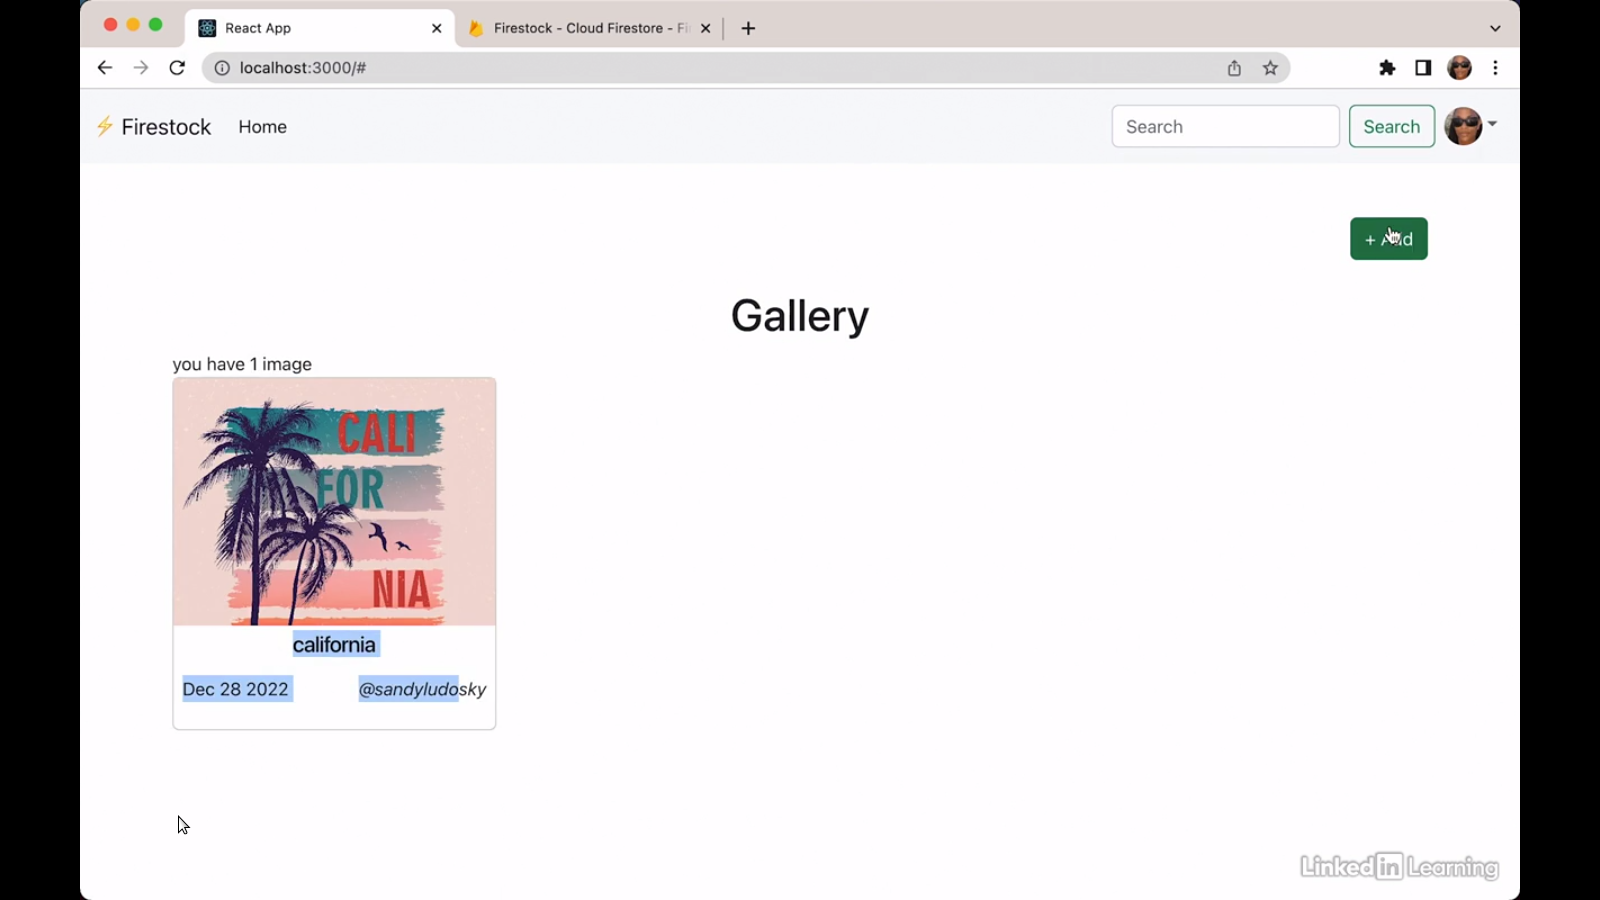 React App
Firestock - Cloud Firestore - Fi
localhost:3000/#
Firestock
Home
Search
Search
+ Add
Gallery
you have 1 image
CALI
FOR
NIA
california
Dec 28 2022
@sandyludosky
LinkedIn Learning